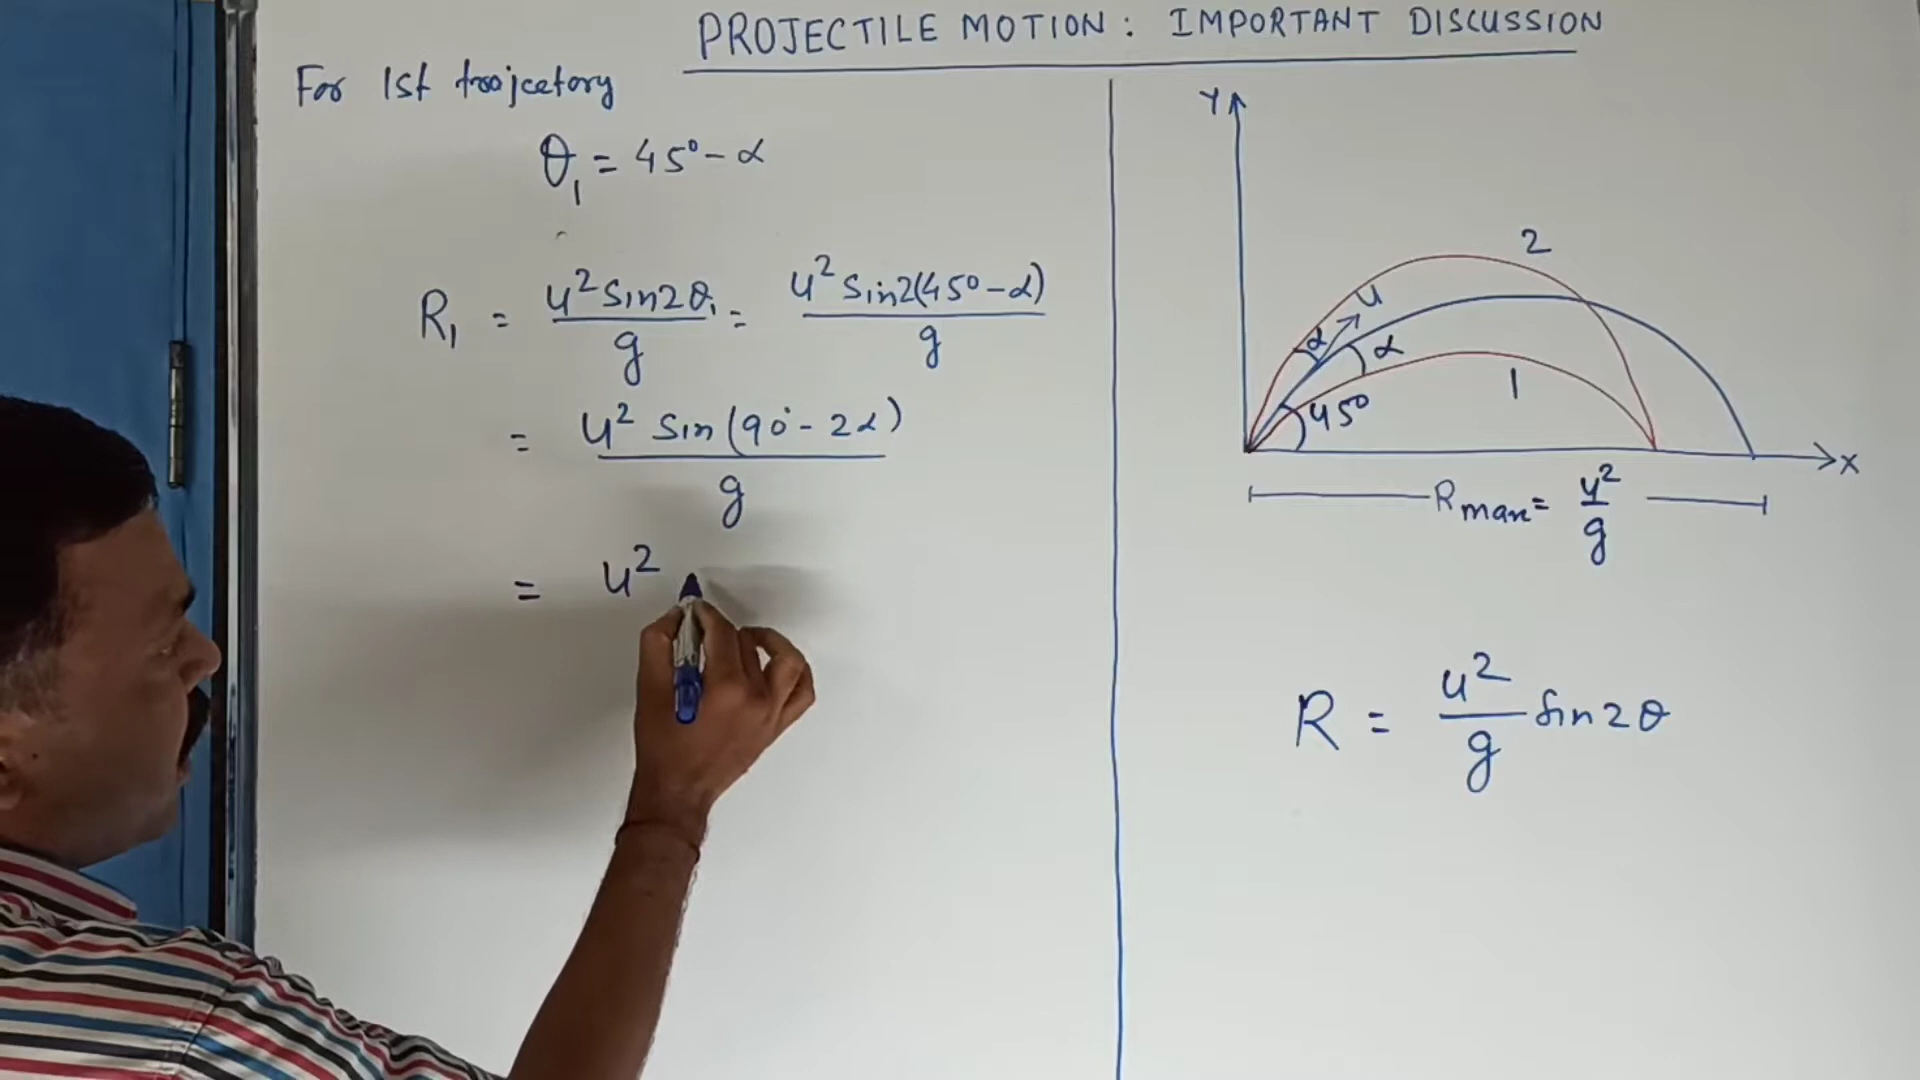 PROJECTILE MOTION: IMPORTANT DISCUSSION
For 1st trojcetory
θ₁ = 45° - α
R₁ = u² Sin2θ₁ / g = u² Sin2(45° - α) / g
= u² Sin (90° - 2α) / g
= u²
Y
2
u
α
α
1
45°
X
Rmax = u² / g
R = u² / g Sin2θ